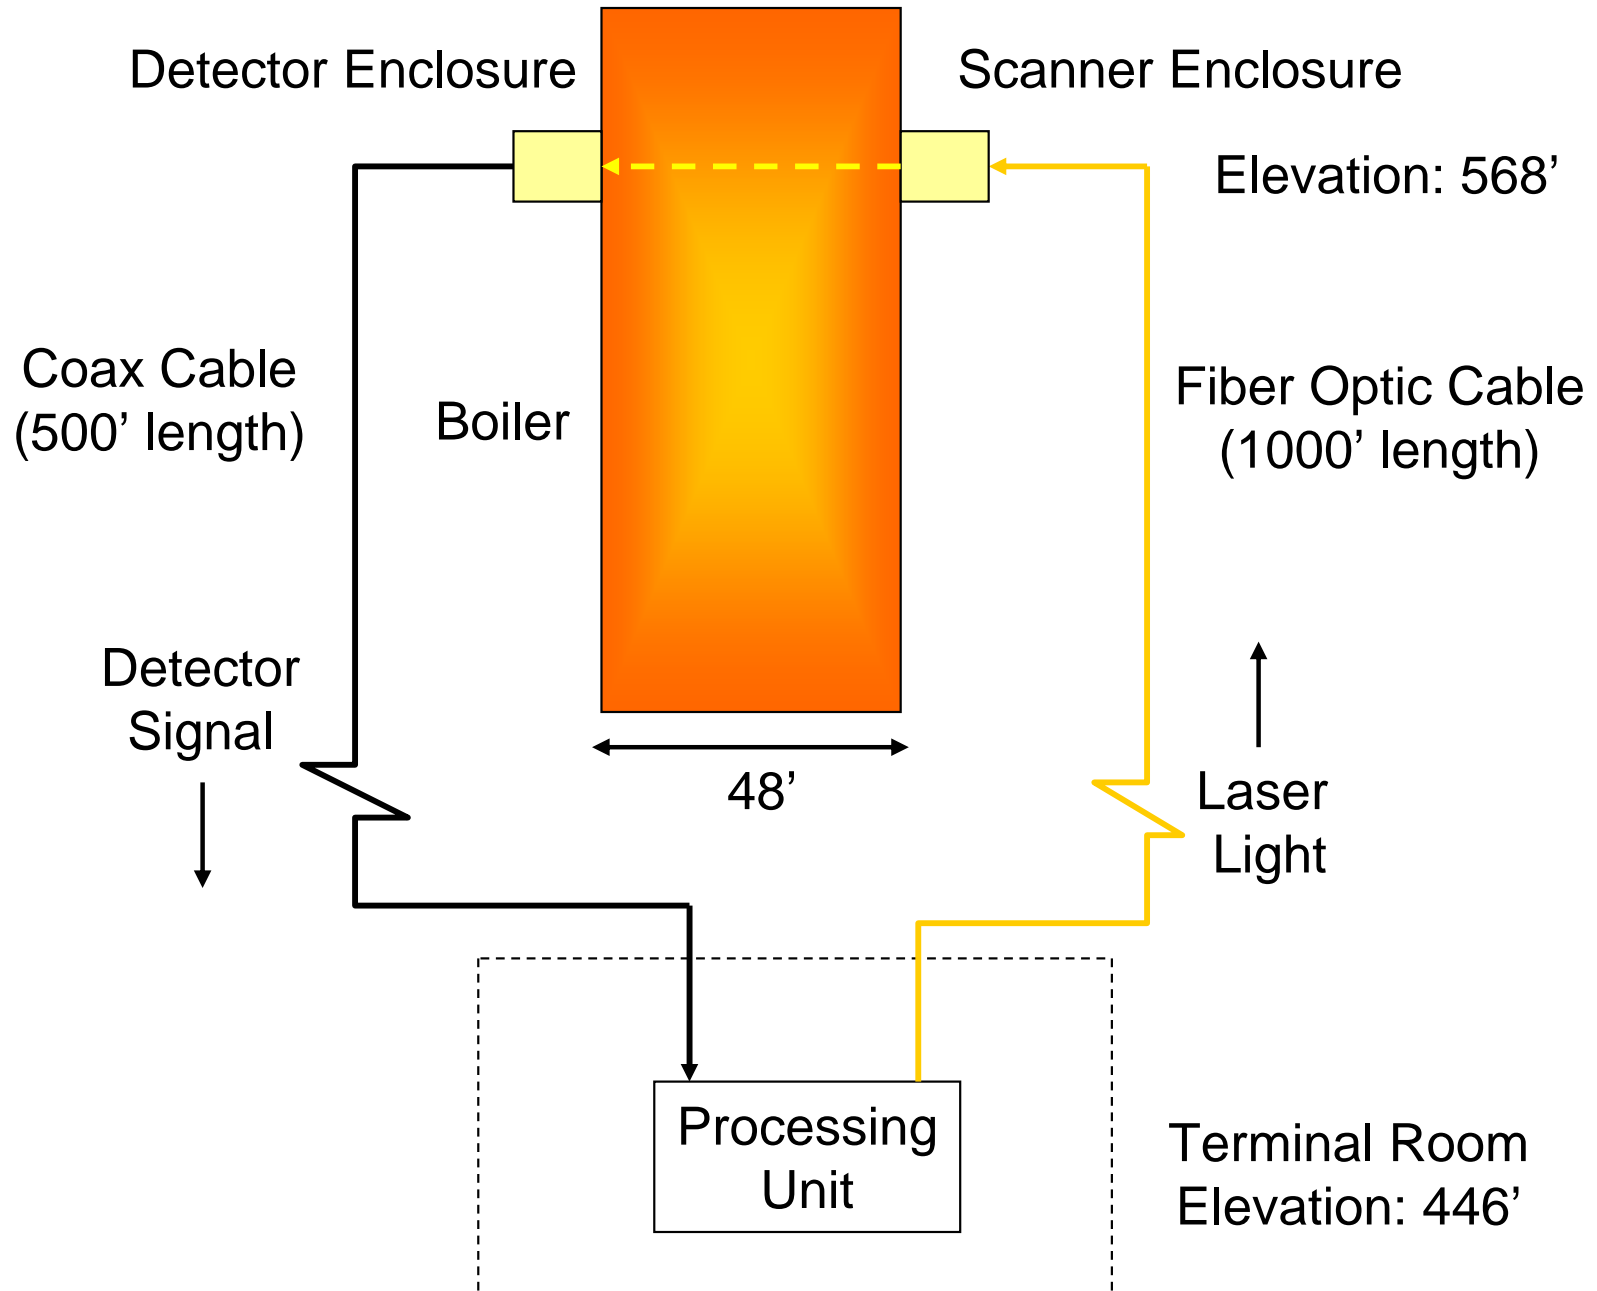 Detector Enclosure
Scanner Enclosure
Elevation: 568’
Coax Cable
(500’ length)
Boiler
Fiber Optic Cable
(1000’ length)
Detector
Signal
48’
Laser
Light
Processing
Unit
Terminal Room
Elevation: 446’